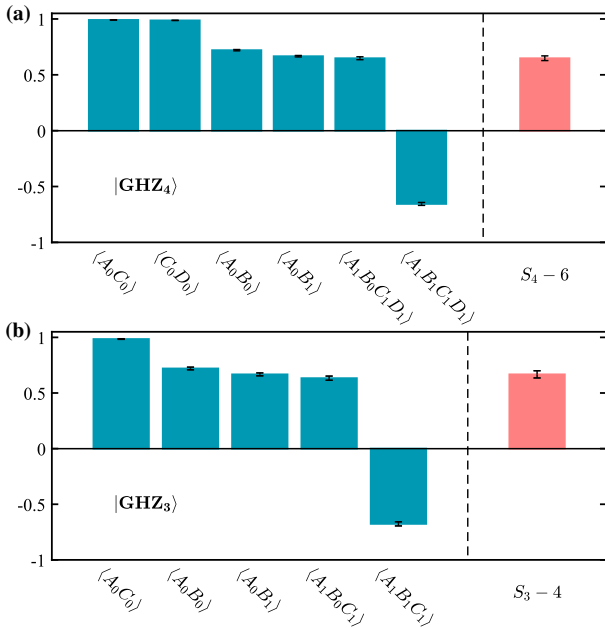 (a)
1
0.5
0
-0.5
-1
|GHZ₄⟩
⟨A₀C₀⟩
⟨C₀D₀⟩
⟨A₀B₀⟩
⟨A₀B₁⟩
⟨A₁B₀C₁D₁⟩
⟨A₁B₁C₁D₁⟩
S₄ − 6
(b)
1
0.5
0
-0.5
-1
|GHZ₃⟩
⟨A₀C₀⟩
⟨A₀B₀⟩
⟨A₀B₁⟩
⟨A₁B₀C₁⟩
⟨A₁B₁C₁⟩
S₃ − 4